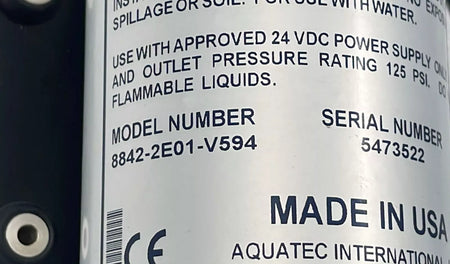 SPILLAGE OR SOIL. FOR USE WITH WATER.
USE WITH APPROVED 24 VDC POWER SUPPLY ONLY
AND OUTLET PRESSURE RATING 125 PSI. DO
FLAMMABLE LIQUIDS.
MODEL NUMBER
8842-2E01-V594
SERIAL NUMBER
5473522
MADE IN USA
CE
AQUATEC INTERNATIONAL